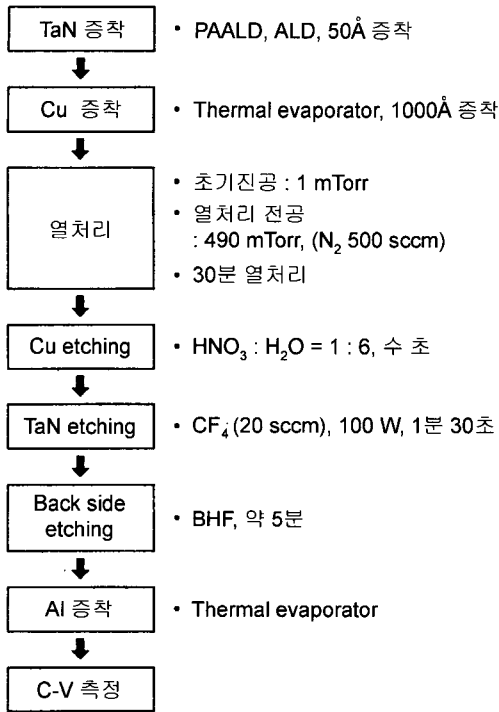 TaN 증착
• PAALD, ALD, 50Å 증착
Cu 증착
• Thermal evaporator, 1000Å 증착
열처리
• 초기진공 : 1 mTorr
• 열처리 전공
: 490 mTorr, (N₂ 500 sccm)
• 30분 열처리
Cu etching
• HNO₃ : H₂O = 1 : 6, 수 초
TaN etching
• CF₄ (20 sccm), 100 W, 1분 30초
Back side
etching
• BHF, 약 5분
Al 증착
• Thermal evaporator
C-V 측정